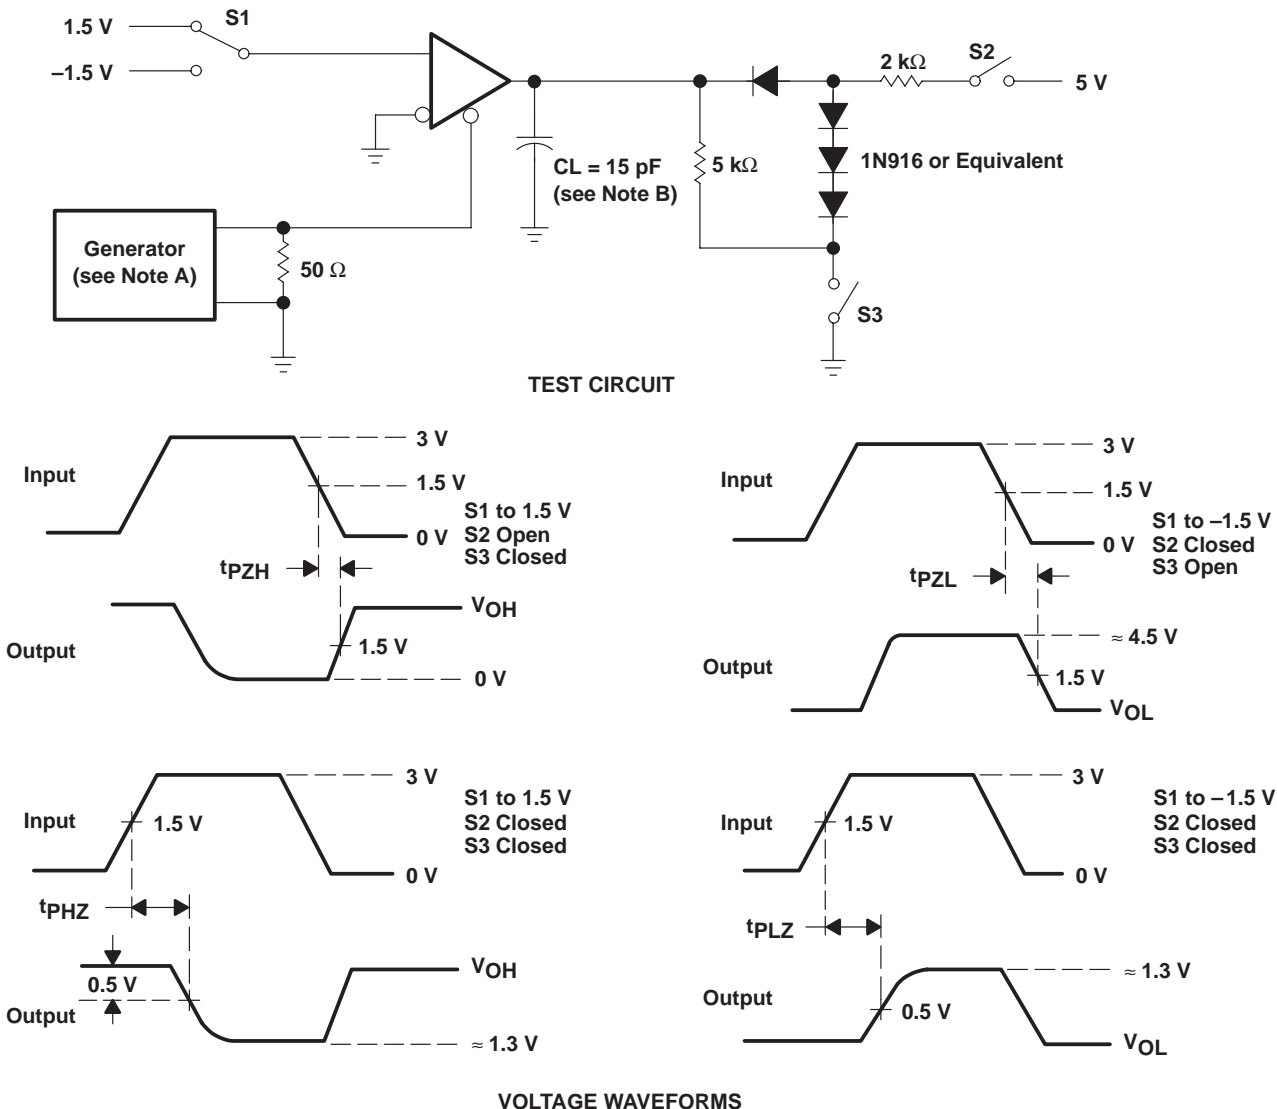 1.5 V
S1
–1.5 V
S2
2 kΩ
5 V
CL = 15 pF
(see Note B)
5 kΩ
1N916 or Equivalent
Generator
(see Note A)
50 Ω
S3
TEST CIRCUIT
Input
3 V
1.5 V
0 V
S1 to 1.5 V
S2 Open
S3 Closed
tPZH
Output
VOH
1.5 V
0 V
Input
3 V
1.5 V
0 V
S1 to –1.5 V
S2 Closed
S3 Open
tPZL
Output
≈ 4.5 V
1.5 V
VOL
Input
3 V
1.5 V
0 V
S1 to 1.5 V
S2 Closed
S3 Closed
tPHZ
0.5 V
Output
VOH
≈ 1.3 V
Input
3 V
1.5 V
0 V
S1 to –1.5 V
S2 Closed
S3 Closed
tPLZ
Output
≈ 1.3 V
0.5 V
VOL
VOLTAGE WAVEFORMS